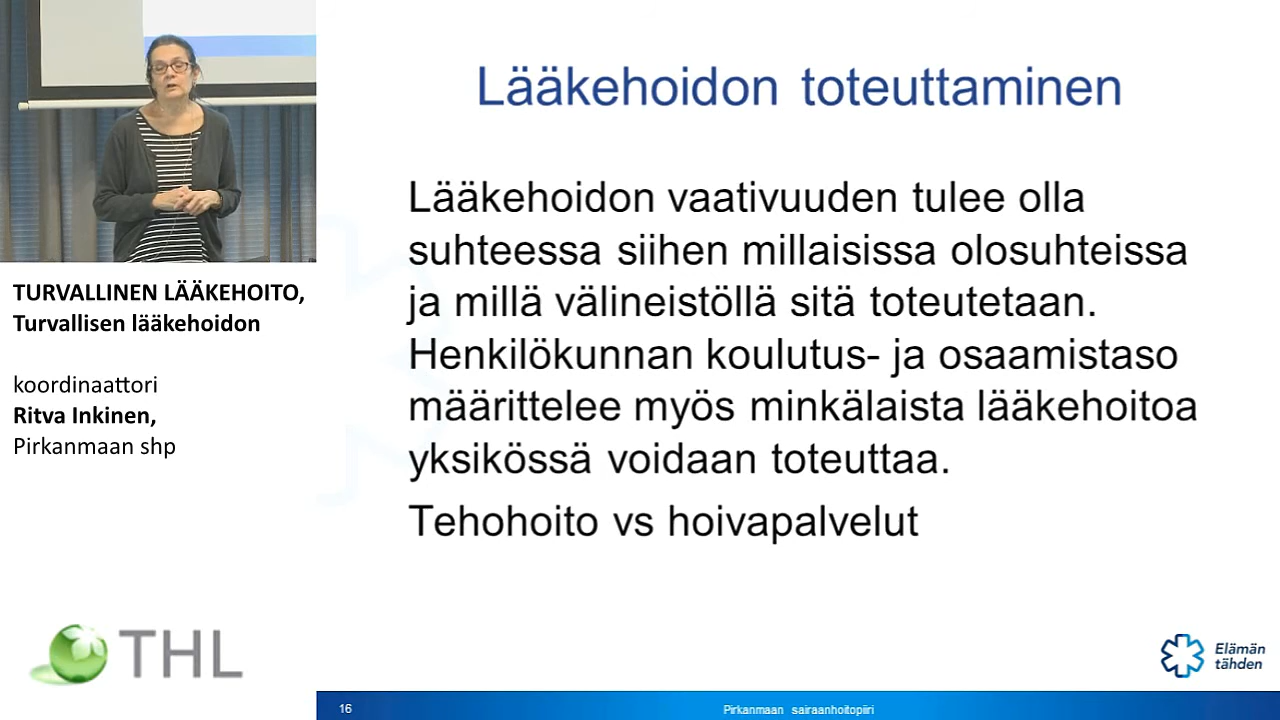 Lääkehoidon toteuttaminen
Lääkehoidon vaativuuden tulee olla
suhteessa siihen millaisissa olosuhteissa
ja millä välineistöllä sitä toteutetaan.
Henkilökunnan koulutus- ja osaamistaso
määrittelee myös minkälaista lääkehoitoa
yksikössä voidaan toteuttaa.
Tehohoito vs hoivapalvelut
TURVALLINEN LÄÄKEHOITO,
Turvallisen lääkehoidon
koordinaattori
Ritva Inkinen,
Pirkanmaan shp
THL
Elämän
tähden
16
Pirkanmaan sairaanhoitopiiri